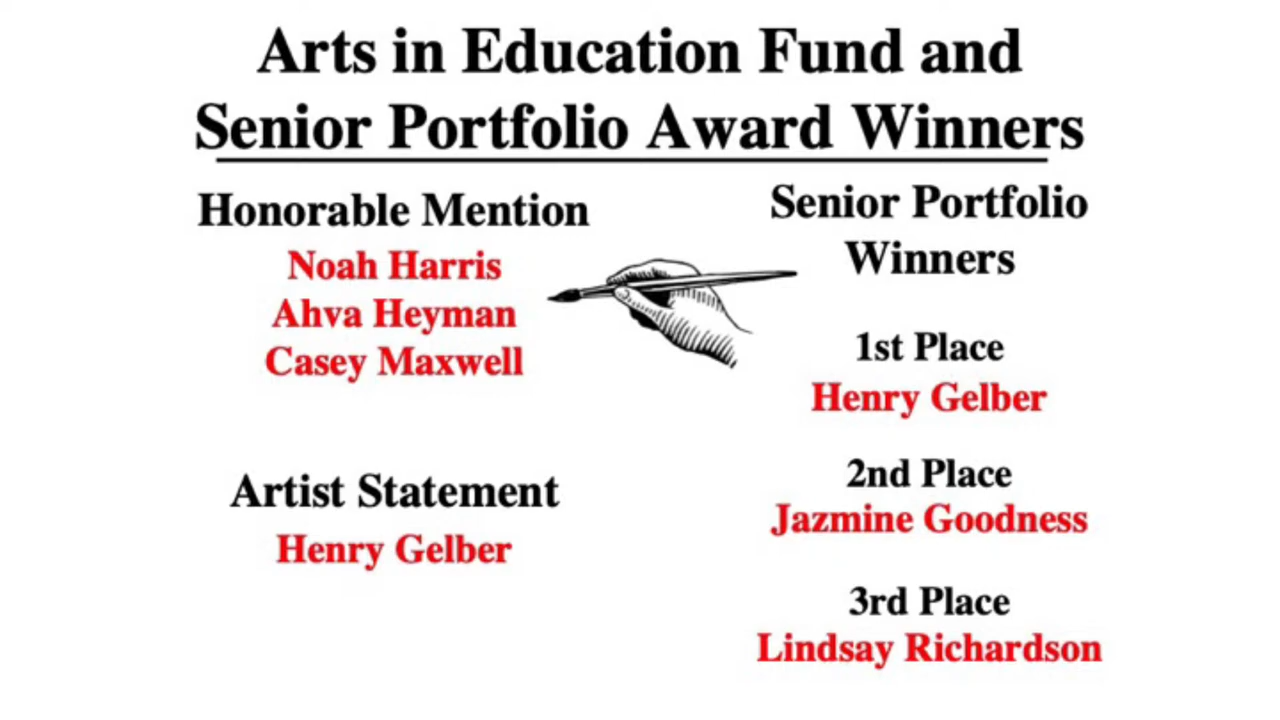 Arts in Education Fund and
Senior Portfolio Award Winners
Honorable Mention
Noah Harris
Ahva Heyman
Casey Maxwell
Artist Statement
Henry Gelber
Senior Portfolio
Winners
1st Place
Henry Gelber
2nd Place
Jazmine Goodness
3rd Place
Lindsay Richardson